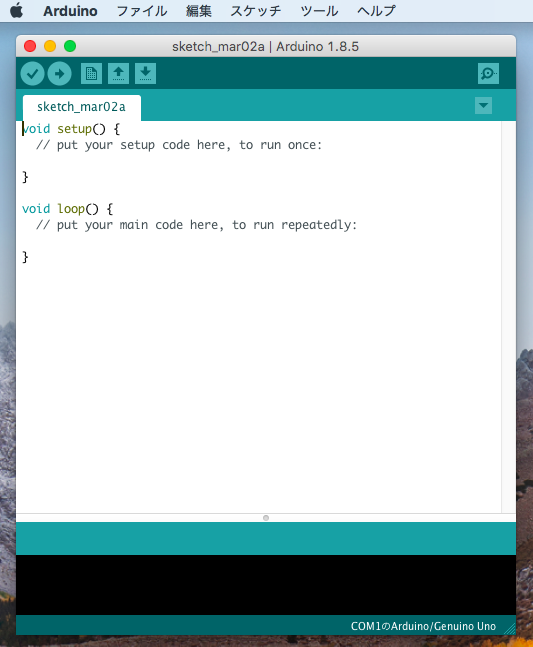 Arduino ファイル 編集 スケッチ ツール ヘルプ
sketch_mar02a | Arduino 1.8.5
sketch_mar02a
void setup() {
  // put your setup code here, to run once:
}
void loop() {
  // put your main code here, to run repeatedly:
}
COM1のArduino/Genuino Uno